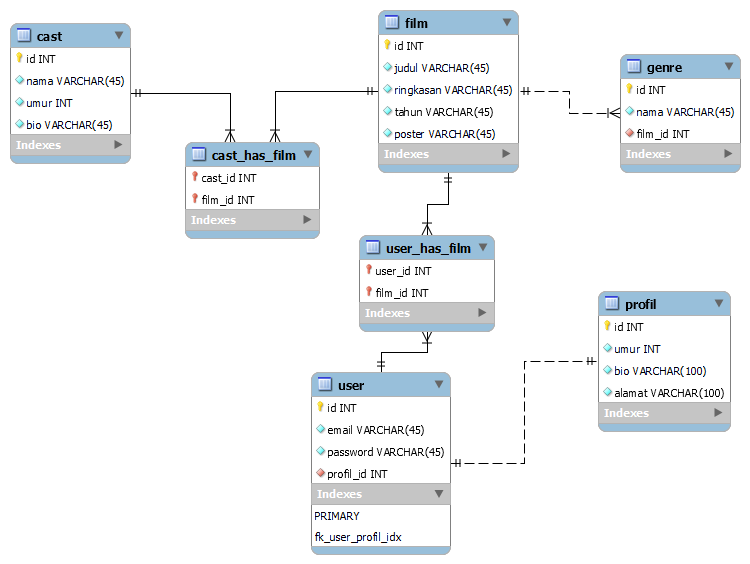 cast
id INT
nama VARCHAR(45)
umur INT
bio VARCHAR(45)
Indexes
film
id INT
judul VARCHAR(45)
ringkasan VARCHAR(45)
tahun VARCHAR(45)
poster VARCHAR(45)
Indexes
genre
id INT
nama VARCHAR(45)
film_id INT
Indexes
cast_has_film
cast_id INT
film_id INT
Indexes
user_has_film
user_id INT
film_id INT
Indexes
profil
id INT
umur INT
bio VARCHAR(100)
alamat VARCHAR(100)
Indexes
user
id INT
email VARCHAR(45)
password VARCHAR(45)
profil_id INT
Indexes
PRIMARY
fk_user_profil_idx